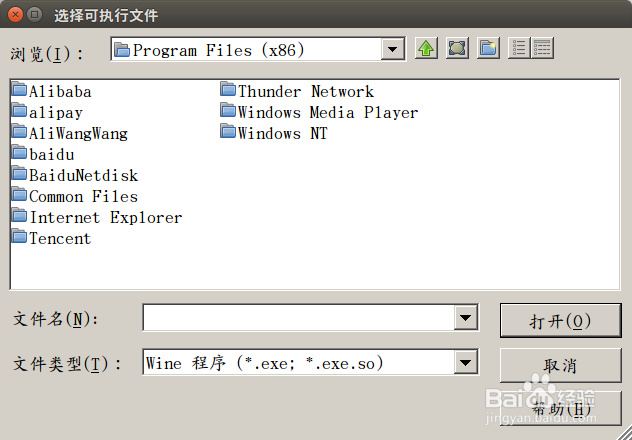 选择可执行文件
浏览(I)： Program Files (x86)
Alibaba
alipay
AliWangWang
baidu
BaiduNetdisk
Common Files
Internet Explorer
Tencent
Thunder Network
Windows Media Player
Windows NT
文件名(N)： 打开(O)
文件类型(T)： Wine 程序 (*.exe; *.exe.so) 取消
帮助(H)
Baidu经验
jingyan.baidu.com